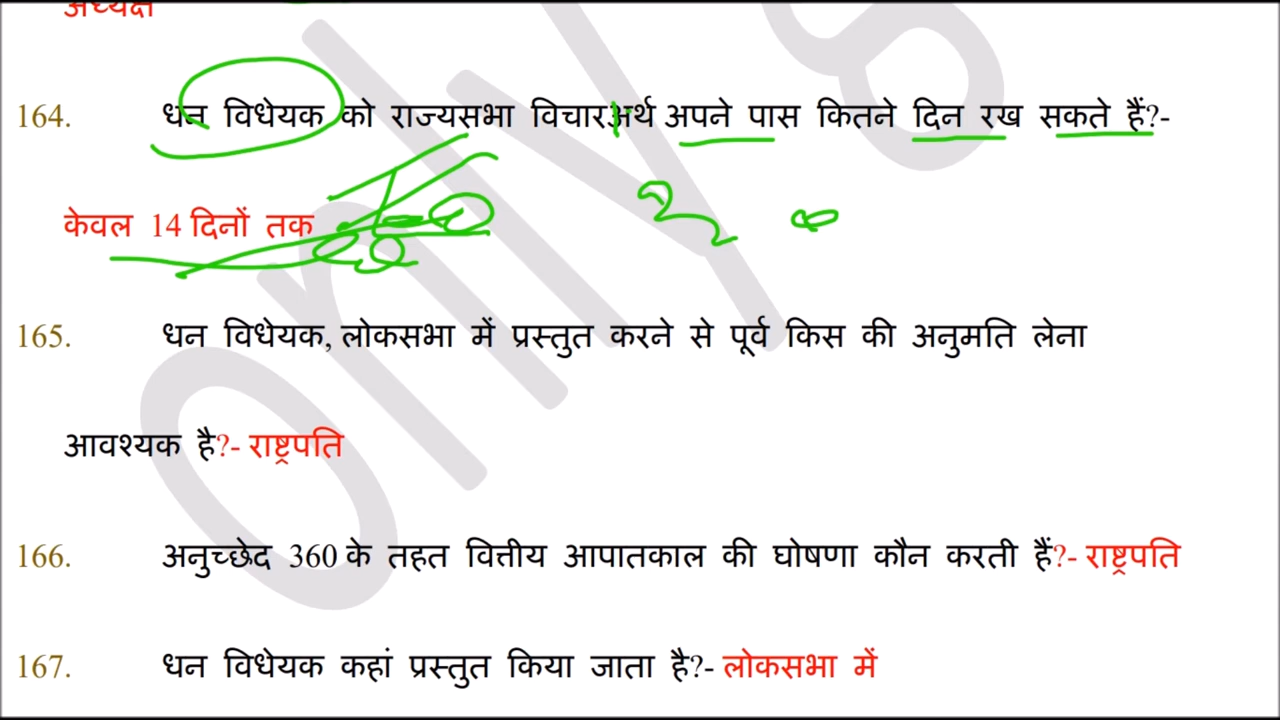 अध्यक्ष
164. धन विधेयक को राज्यसभा विचारअर्थ अपने पास कितने दिन रख सकते हैं?-
केवल 14 दिनों तक
165. धन विधेयक, लोकसभा में प्रस्तुत करने से पूर्व किस की अनुमति लेना
आवश्यक है?- राष्ट्रपति
166. अनुच्छेद 360 के तहत वित्तीय आपातकाल की घोषणा कौन करती हैं?- राष्ट्रपति
167. धन विधेयक कहां प्रस्तुत किया जाता है?- लोकसभा में
only